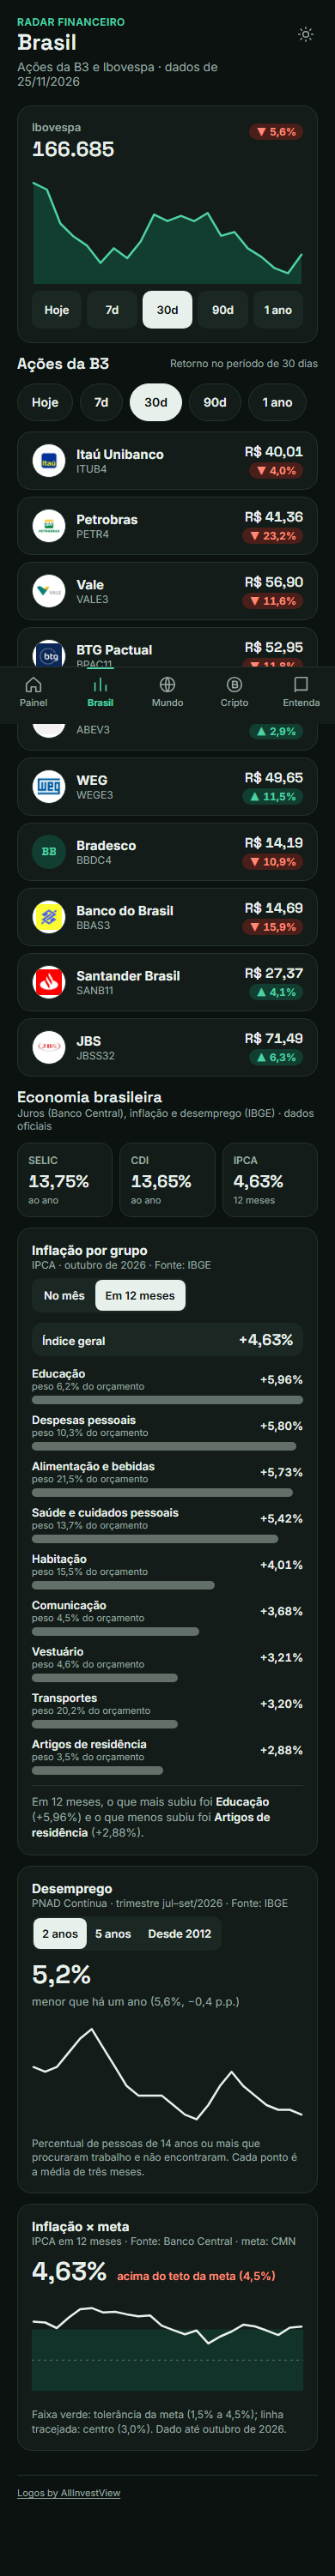 RADAR FINANCEIRO
Brasil
Ações da B3 e Ibovespa · dados de
25/11/2026
Ibovespa
▼ 5,6%
166.685
Hoje
7d
30d
90d
1 ano
Ações da B3
Retorno no período de 30 dias
Hoje
7d
30d
90d
1 ano
Itaú
Itaú Unibanco
ITUB4
R$ 40,01
▼ 4,0%
PETROBRAS
Petrobras
PETR4
R$ 41,36
▼ 23,2%
VALE
Vale
VALE3
R$ 56,90
▼ 11,6%
btg
BTG Pactual
BPAC11
R$ 52,95
▼ 11,8%
Painel
Brasil
Mundo
Cripto
Entenda
ABEV3
▲ 2,9%
weg
WEG
WEGE3
R$ 49,65
▲ 11,5%
BB
Bradesco
BBDC4
R$ 14,19
▼ 10,9%
Banco do Brasil
BBAS3
R$ 14,69
▼ 15,9%
Santander Brasil
SANB11
R$ 27,37
▲ 4,1%
JBS
JBS
JBSS32
R$ 71,49
▲ 6,3%
Economia brasileira
Juros (Banco Central), inflação e desemprego (IBGE) · dados
oficiais
SELIC
13,75%
ao ano
CDI
13,65%
ao ano
IPCA
4,63%
12 meses
Inflação por grupo
IPCA · outubro de 2026 · Fonte: IBGE
No mês
Em 12 meses
Índice geral
+4,63%
Educação
peso 6,2% do orçamento
+5,96%
Despesas pessoais
peso 10,3% do orçamento
+5,80%
Alimentação e bebidas
peso 21,5% do orçamento
+5,73%
Saúde e cuidados pessoais
peso 13,7% do orçamento
+5,42%
Habitação
peso 15,5% do orçamento
+4,01%
Comunicação
peso 4,5% do orçamento
+3,68%
Vestuário
peso 4,6% do orçamento
+3,21%
Transportes
peso 20,2% do orçamento
+3,20%
Artigos de residência
peso 3,5% do orçamento
+2,88%
Em 12 meses, o que mais subiu foi Educação
(+5,96%) e o que menos subiu foi Artigos de
residência (+2,88%).
Desemprego
PNAD Contínua · trimestre jul–set/2026 · Fonte: IBGE
2 anos
5 anos
Desde 2012
5,2%
menor que há um ano (5,6%, −0,4 p.p.)
Percentual de pessoas de 14 anos ou mais que
procuraram trabalho e não encontraram. Cada ponto é
a média de três meses.
Inflação × meta
IPCA em 12 meses · Fonte: Banco Central · meta: CMN
4,63%
acima do teto da meta (4,5%)
Faixa verde: tolerância da meta (1,5% a 4,5%); linha
tracejada: centro (3,0%). Dado até outubro de 2026.
Logos by AllInvestView